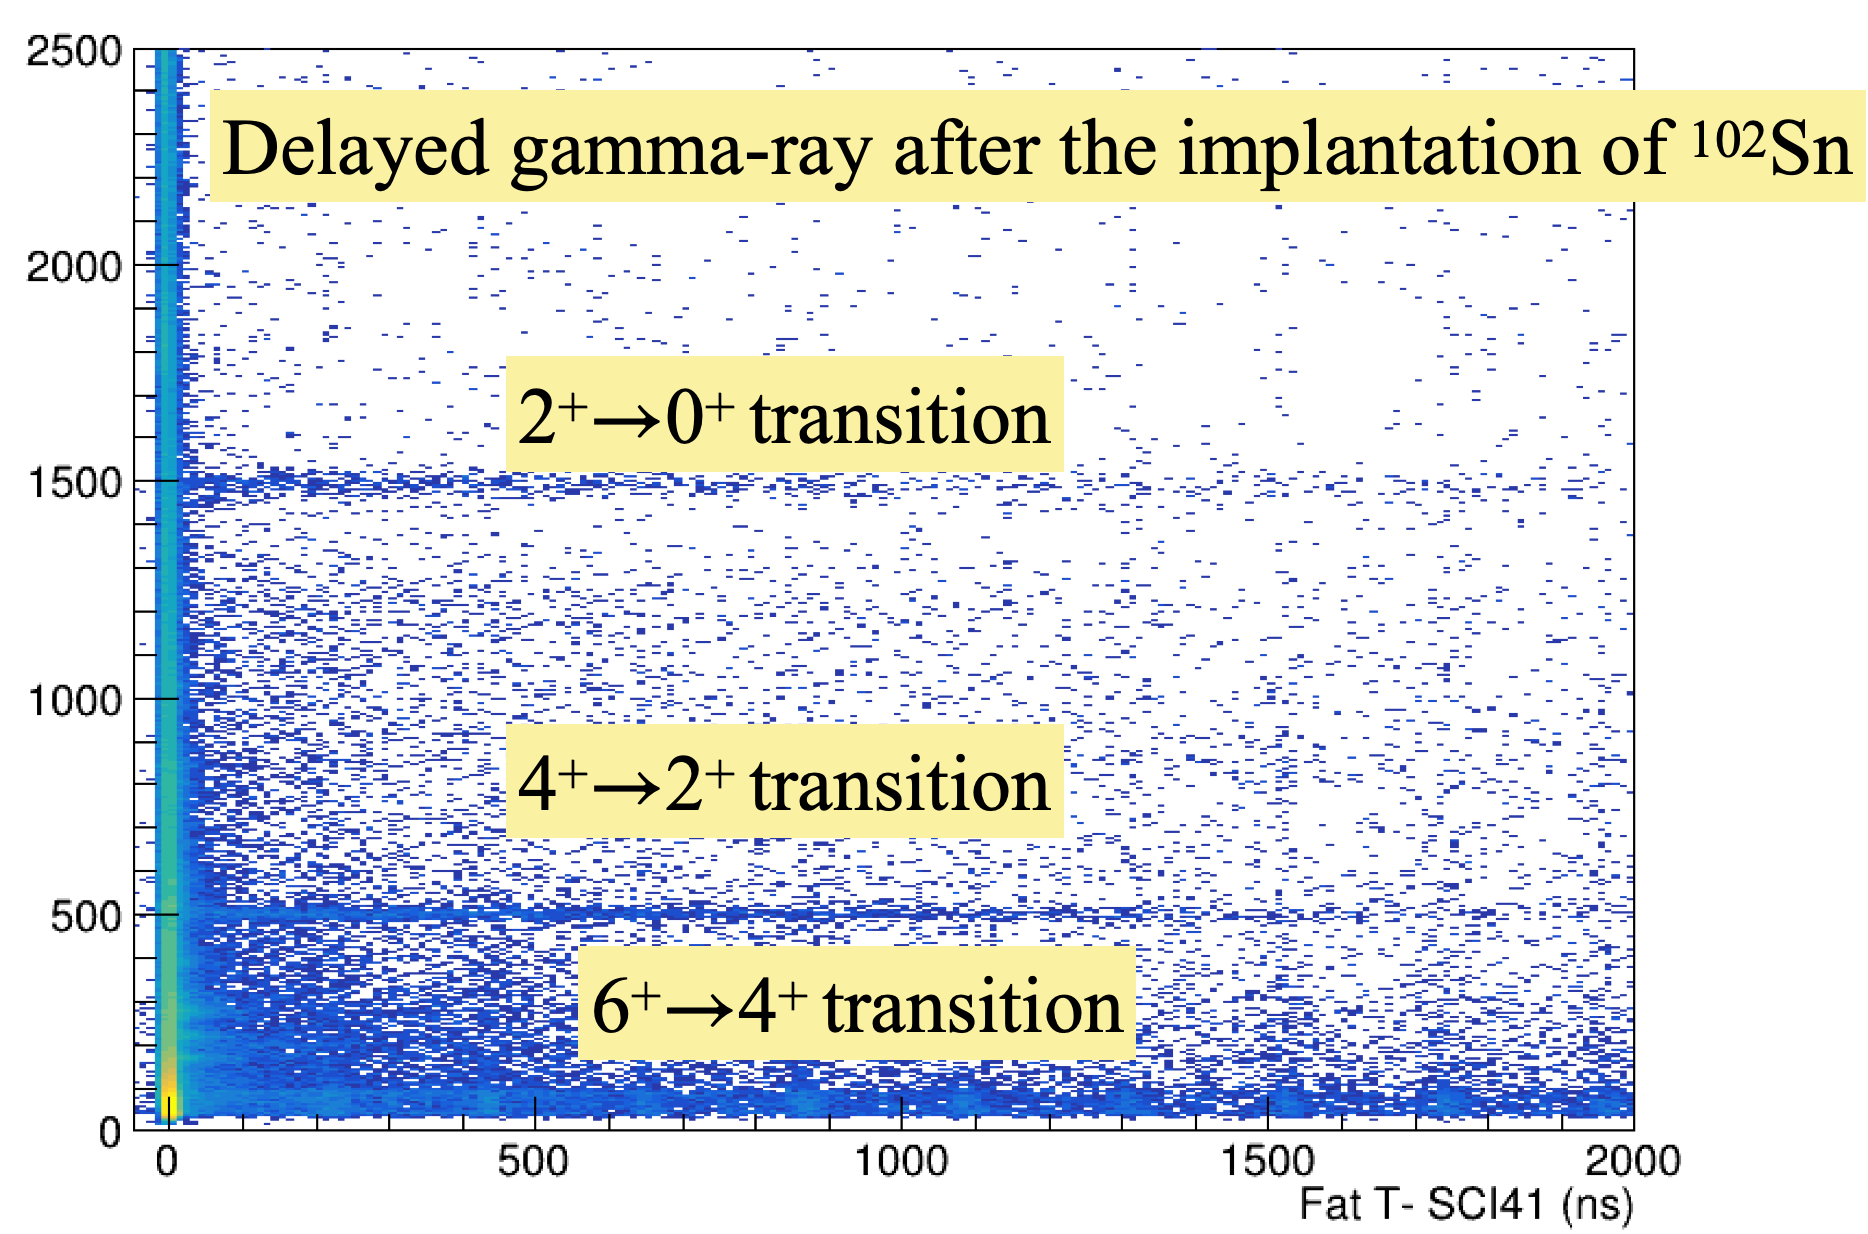 2500
Delayed gamma-ray after the implantation of ¹⁰²Sn
2000
2⁺→0⁺ transition
1500
1000
4⁺→2⁺ transition
500
6⁺→4⁺ transition
0
0 500 1000 1500 2000
Fat T- SCI41 (ns)